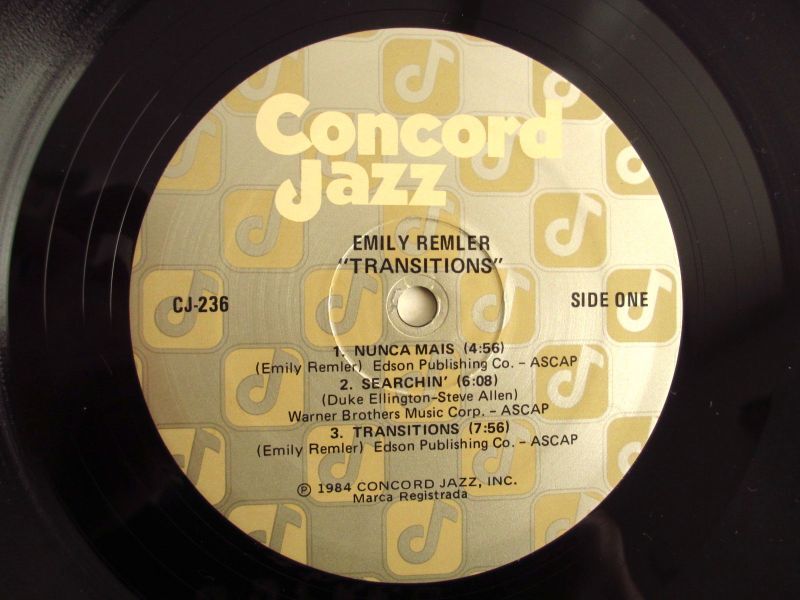 Concord
Jazz
EMILY REMLER
"TRANSITIONS"
CJ-236
SIDE ONE
1. NUNCA MAIS (4:56)
(Emily Remler) Edson Publishing Co. – ASCAP
2. SEARCHIN' (6:08)
(Duke Ellington–Steve Allen)
Warner Brothers Music Corp. – ASCAP
3. TRANSITIONS (7:56)
(Emily Remler) Edson Publishing Co. – ASCAP
℗ 1984 CONCORD JAZZ, INC.
Marca Registrada